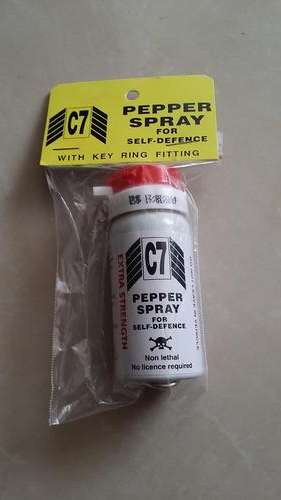 C7
PEPPER
SPRAY
FOR
SELF-DEFENCE
WITH KEY RING FITTING
C7
EXTRA STRENGTH
PEPPER
SPRAY
FOR
SELF-DEFENCE
Non lethal
No licence required